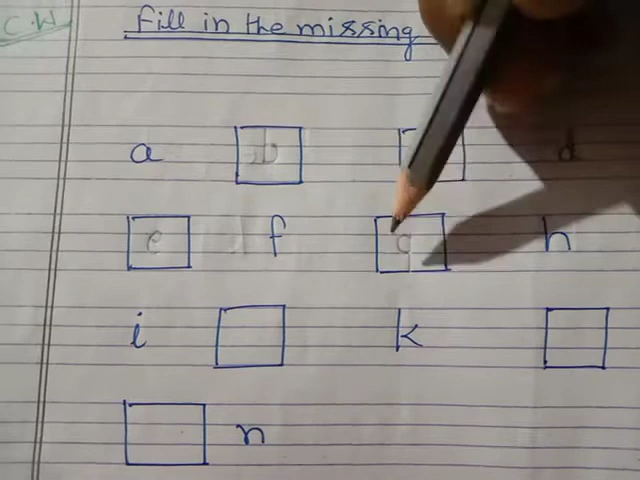 C.W
Fill in the missing
a b d
e f g h
i k
n